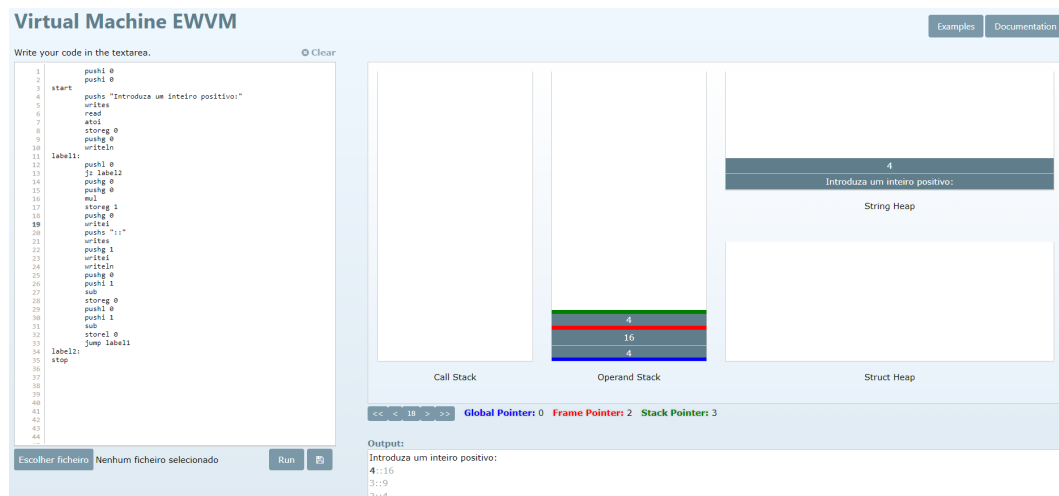 Virtual Machine EWVM
Examples
Documentation
Write your code in the textarea.
Clear
1 pushi 0
2 pushi 0
3 start
4 pushs "Introduza um inteiro positivo:"
5 writes
6 read
7 atoi
8 storeg 0
9 pushg 0
10 writeln
11 label1:
12 pushl 0
13 jz label2
14 pushg 0
15 pushg 0
16 mul
17 storeg 1
18 pushg 0
19 writei
20 pushs "::"
21 writes
22 pushg 1
23 writei
24 writeln
25 pushg 0
26 pushi 1
27 sub
28 storeg 0
29 pushl 0
30 pushi 1
31 sub
32 storel 0
33 jump label1
34 label2:
35 stop
36
37
38
39
40
41
42
43
44
Escolher ficheiro Nenhum ficheiro selecionado
Run
Call Stack
4
16
4
Operand Stack
4
Introduza um inteiro positivo:
String Heap
Struct Heap
<< < 18 > >> Global Pointer: 0 Frame Pointer: 2 Stack Pointer: 3
Output:
Introduza um inteiro positivo:
4::16
3::9
2::4